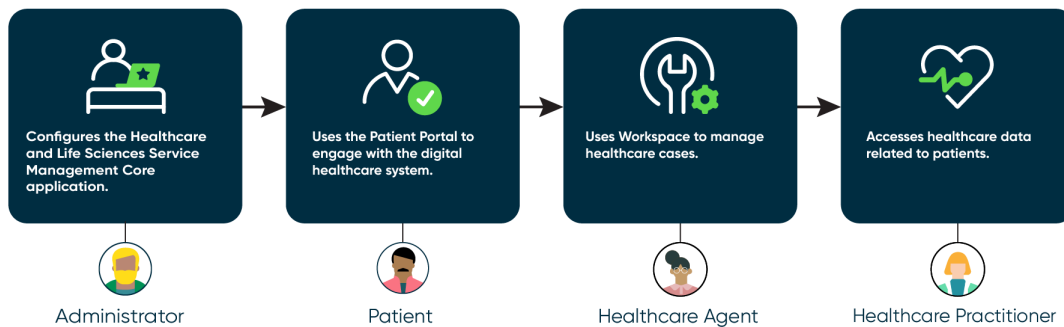 Configures the Healthcare
and Life Sciences Service
Management Core
application.
Uses the Patient Portal to
engage with the digital
healthcare system.
Uses Workspace to manage
healthcare cases.
Accesses healthcare data
related to patients.
Administrator
Patient
Healthcare Agent
Healthcare Practitioner